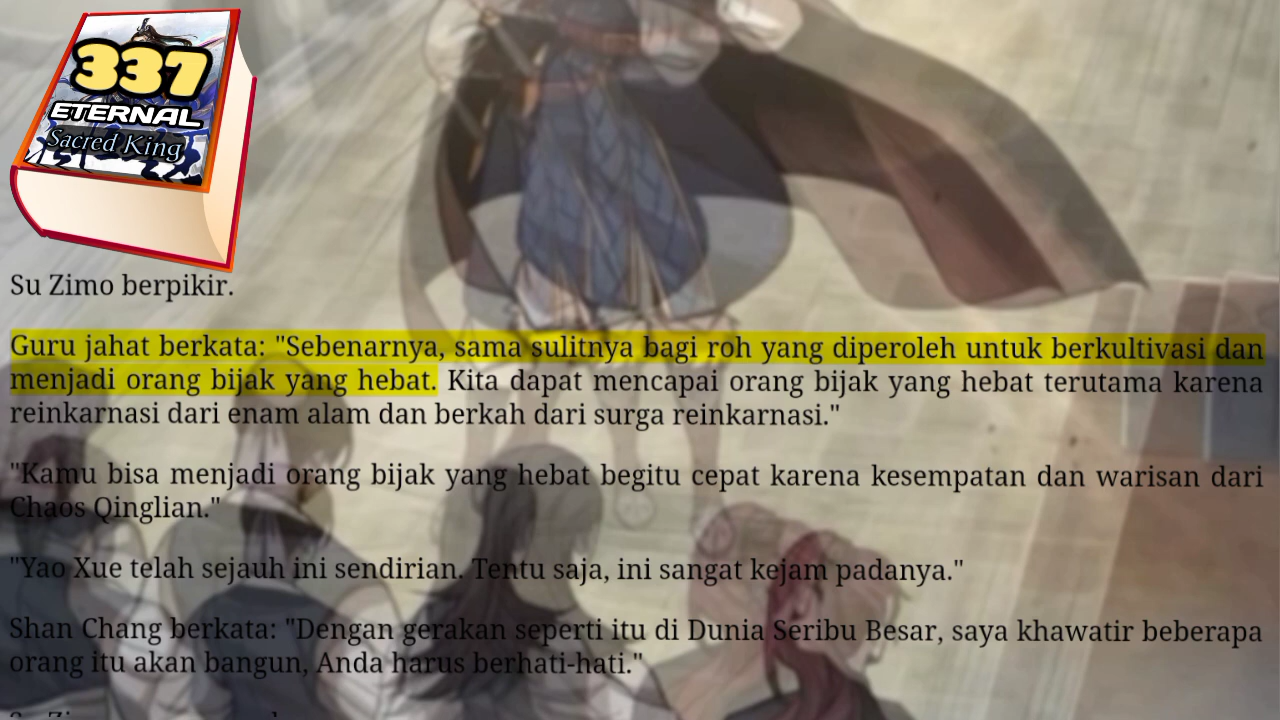 337
ETERNAL
Sacred King
Su Zimo berpikir.
Guru jahat berkata: "Sebenarnya, sama sulitnya bagi roh yang diperoleh untuk berkultivasi dan
menjadi orang bijak yang hebat. Kita dapat mencapai orang bijak yang hebat terutama karena
reinkarnasi dari enam alam dan berkah dari surga reinkarnasi."
"Kamu bisa menjadi orang bijak yang hebat begitu cepat karena kesempatan dan warisan dari
Chaos Qinglian."
"Yao Xue telah sejauh ini sendirian. Tentu saja, ini sangat kejam padanya."
Shan Chang berkata: "Dengan gerakan seperti itu di Dunia Seribu Besar, saya khawatir beberapa
orang itu akan bangun, Anda harus berhati-hati."